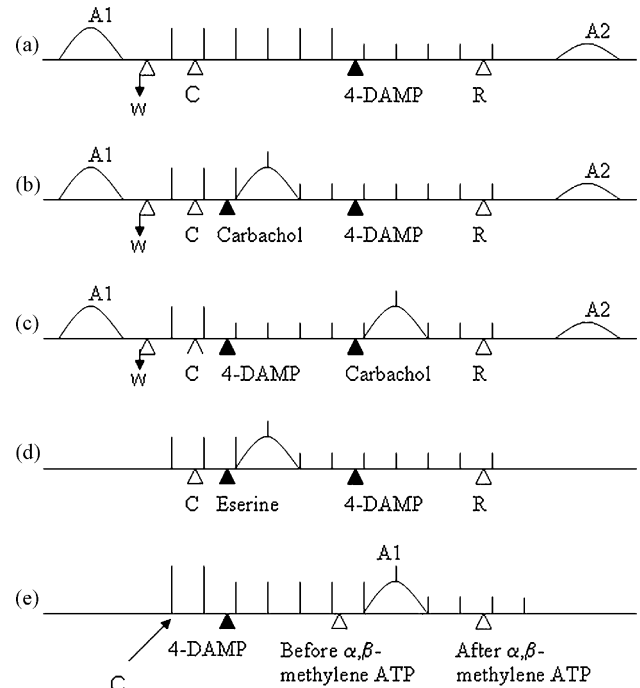 A1 A2
(a)
W C 4-DAMP R
A1 A2
(b)
W C Carbachol 4-DAMP R
A1 A2
(c)
W C 4-DAMP Carbachol R
(d)
C Eserine 4-DAMP R
A1
(e)
4-DAMP Before α,β- After α,β-
C methylene ATP methylene ATP